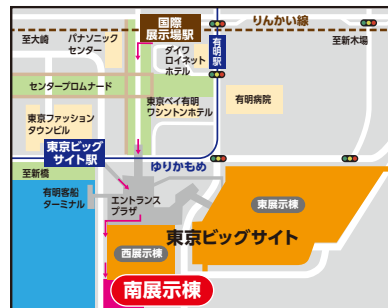 国際
展示場駅
りんかい線
至大崎
パナソニック
センター
ダイワ
ロイネット
ホテル
有明駅
至新木場
センタープロムナード
東京ベイ有明
ワシントンホテル
有明病院
東京ファッション
タウンビル
東京ビッグ
サイト駅
ゆりかもめ
至新橋
有明客船
ターミナル
エントランス
プラザ
東展示棟
東京ビッグサイト
西展示棟
南展示棟